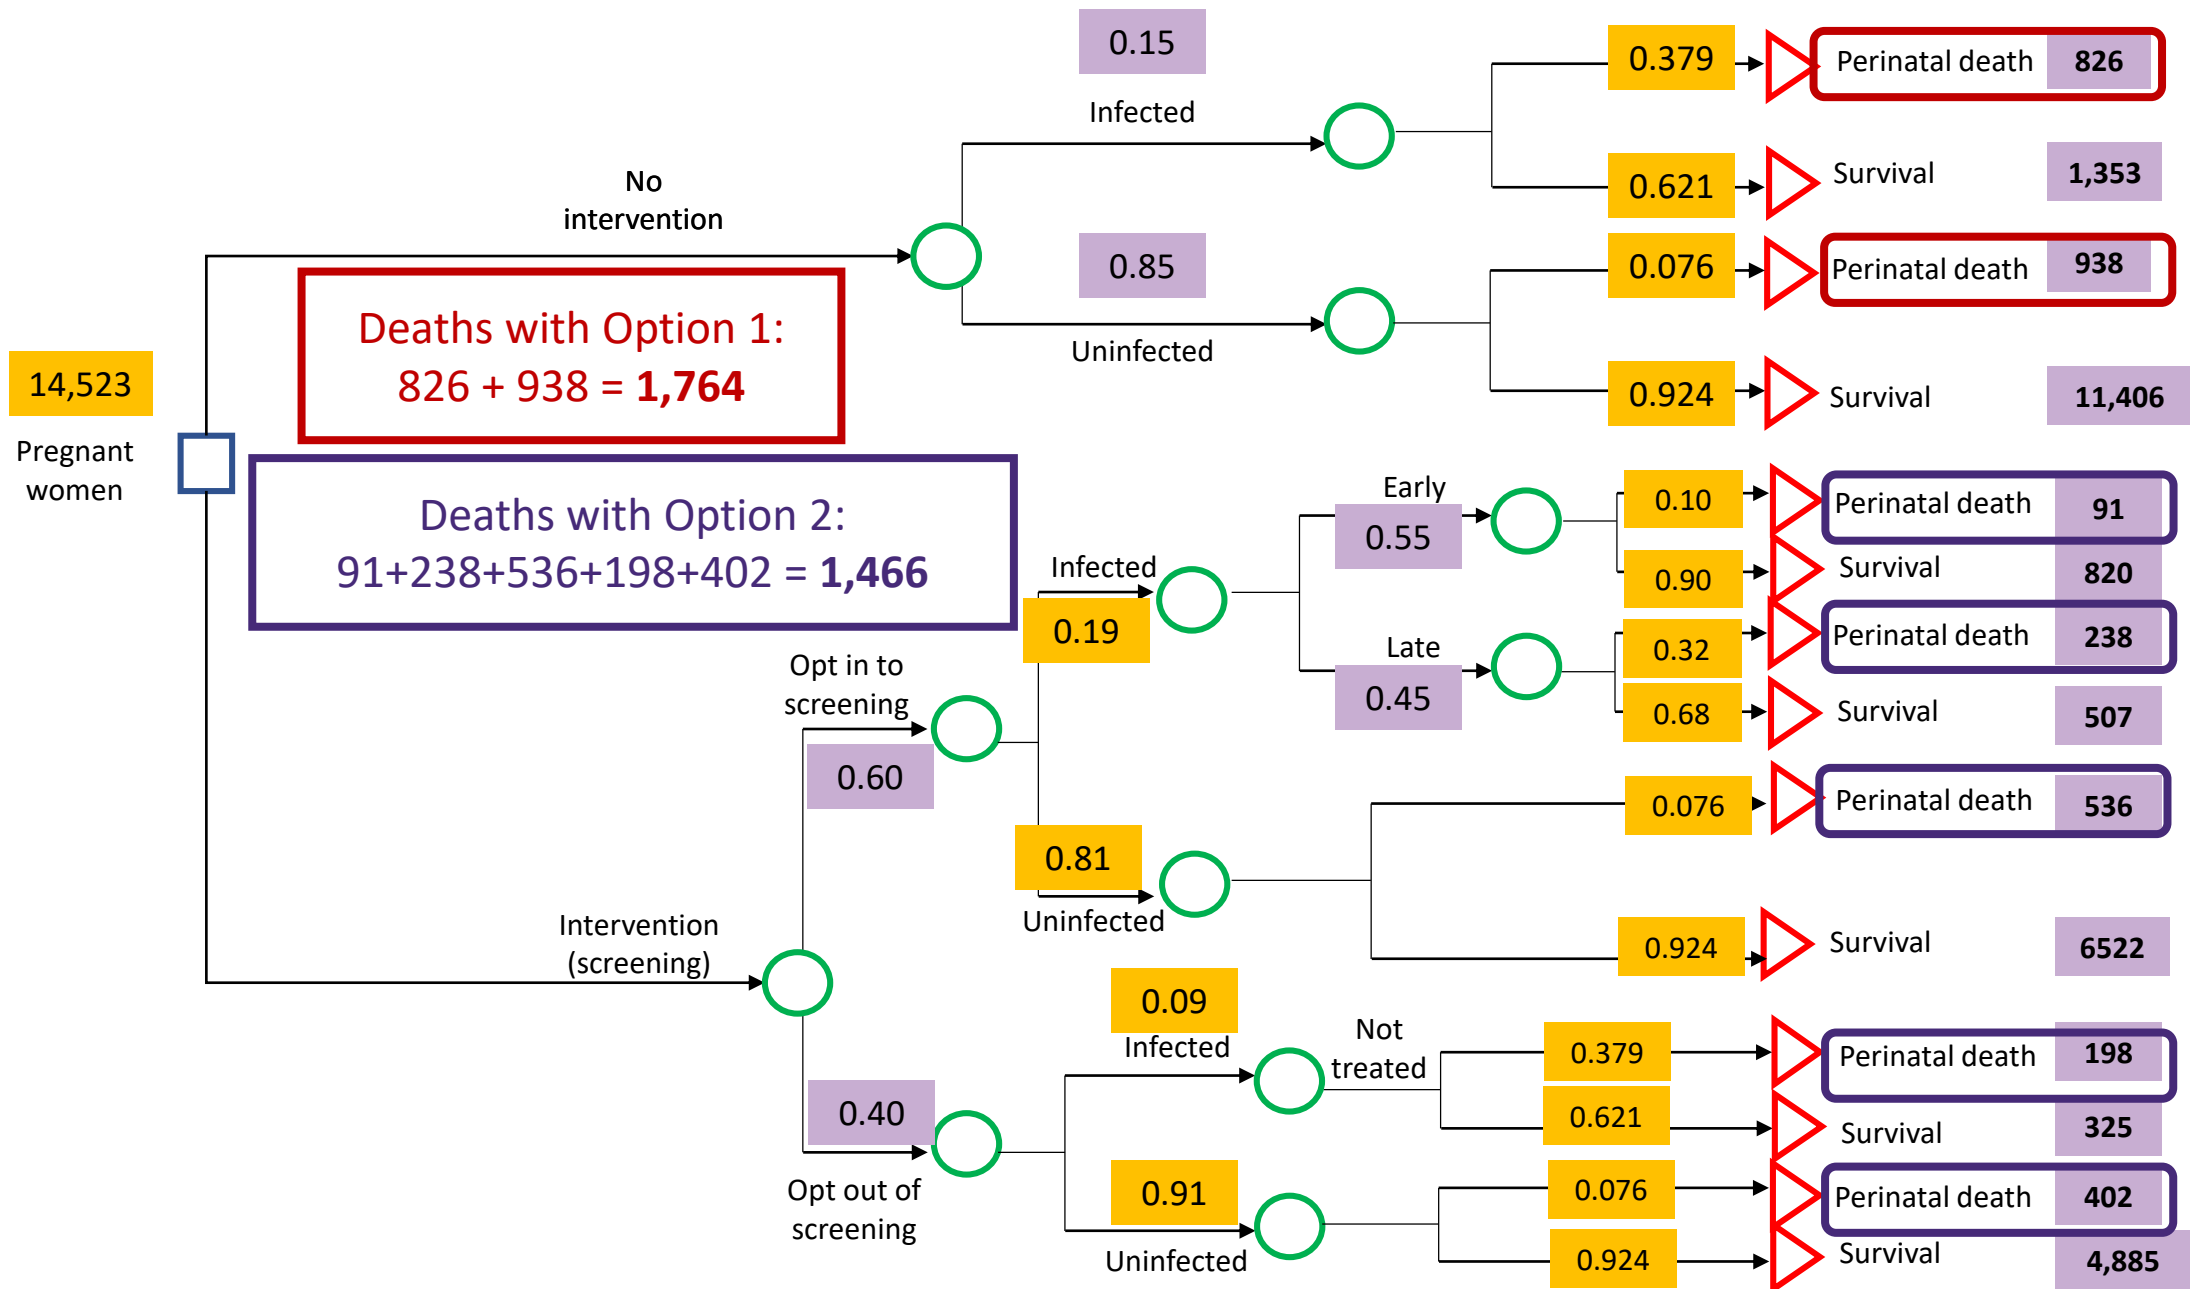 0.15
Infected
0.379
Perinatal death 826
0.621
Survival 1,353
No
intervention
0.85
Uninfected
0.076
Perinatal death 938
0.924
Survival 11,406
Deaths with Option 1:
826 + 938 = 1,764
14,523
Pregnant
women
Deaths with Option 2:
91+238+536+198+402 = 1,466
Infected
0.19
Early
0.55
0.10
Perinatal death 91
0.90
Survival 820
Late
0.45
0.32
Perinatal death 238
0.68
Survival 507
Opt in to
screening
0.60
0.81
Uninfected
0.076
Perinatal death 536
0.924
Survival 6522
Intervention
(screening)
0.09
Infected
Not
treated
0.379
Perinatal death 198
0.621
Survival 325
0.40
Opt out of
screening
0.91
Uninfected
0.076
Perinatal death 402
0.924
Survival 4,885